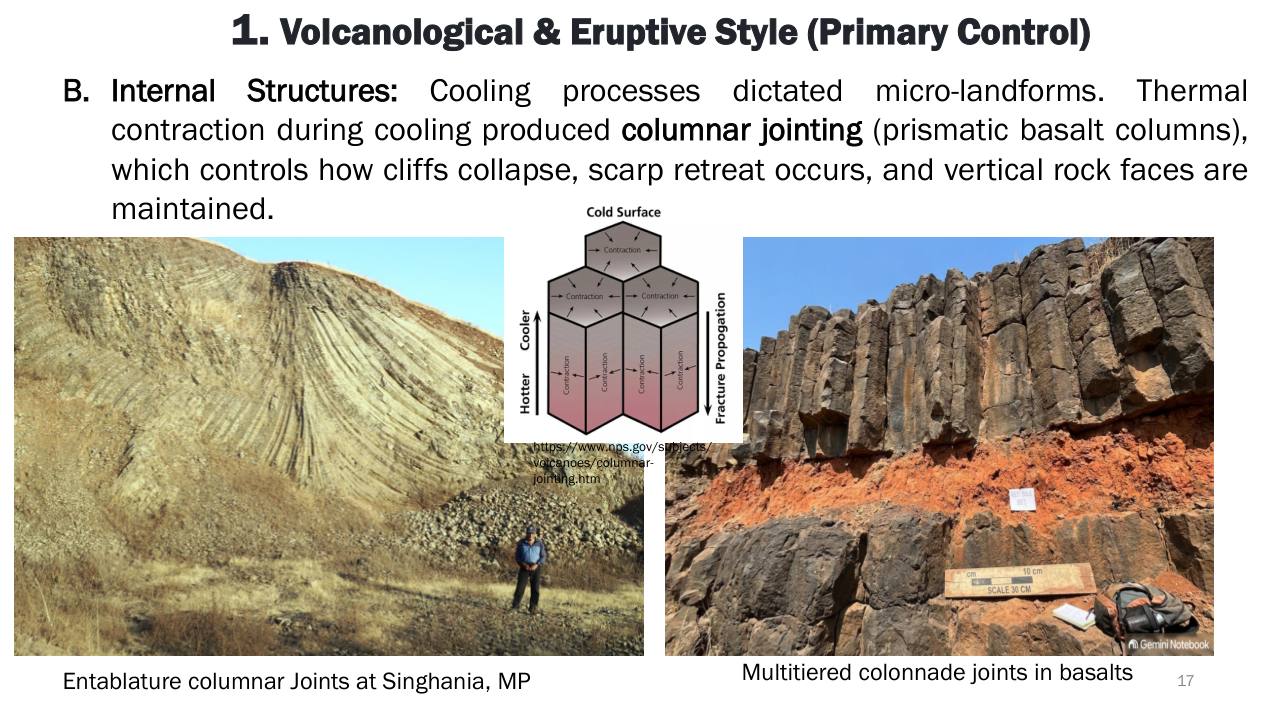 1. Volcanological & Eruptive Style (Primary Control)
B. Internal Structures: Cooling processes dictated micro-landforms. Thermal
contraction during cooling produced columnar jointing (prismatic basalt columns),
which controls how cliffs collapse, scarp retreat occurs, and vertical rock faces are
maintained.
Cold Surface
Contraction
Contraction
Contraction
Cooler
Hotter
Contraction
Contraction
Contraction
Contraction
Fracture Propogation
https://www.nps.gov/subjects/
volcanoes/columnar-
jointing.htm
cm 10 cm
SCALE 30 CM
Gemini Notebook
Entablature columnar Joints at Singhania, MP
Multitiered colonnade joints in basalts
17